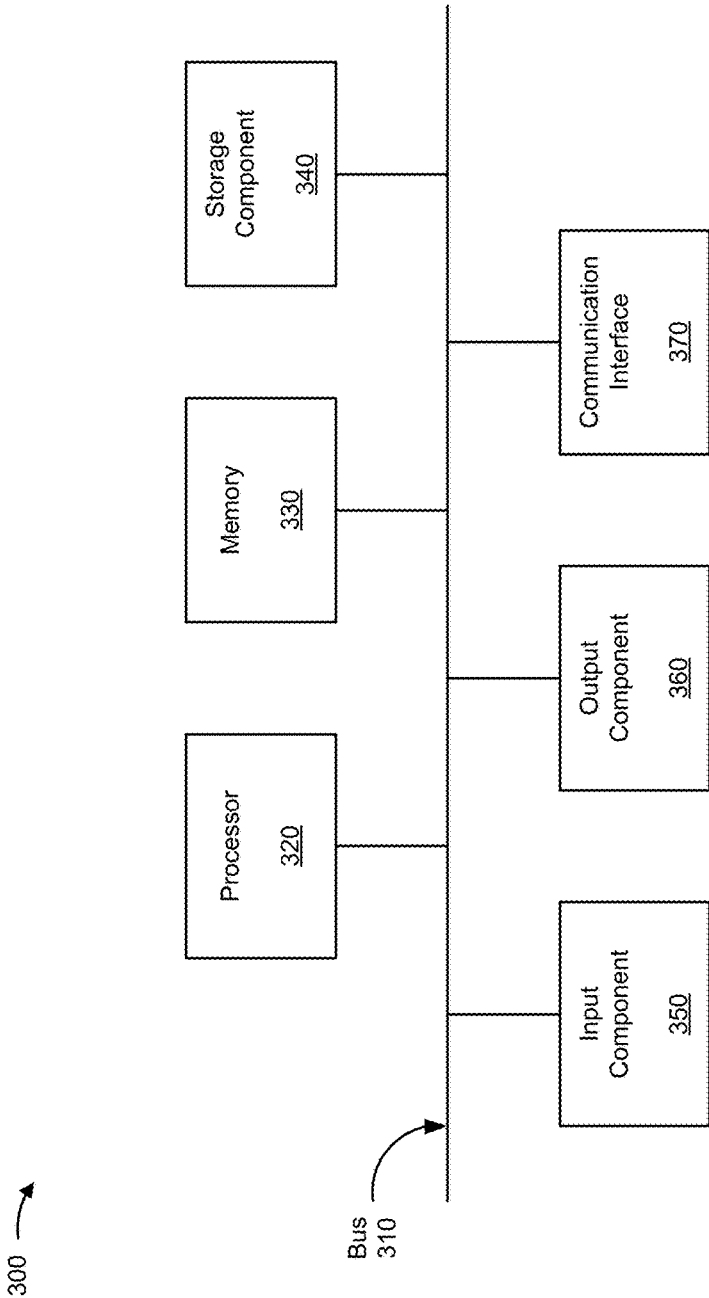 300
Bus
310
Processor
320
Memory
330
Storage
Component
340
Input
Component
350
Output
Component
360
Communication
Interface
370